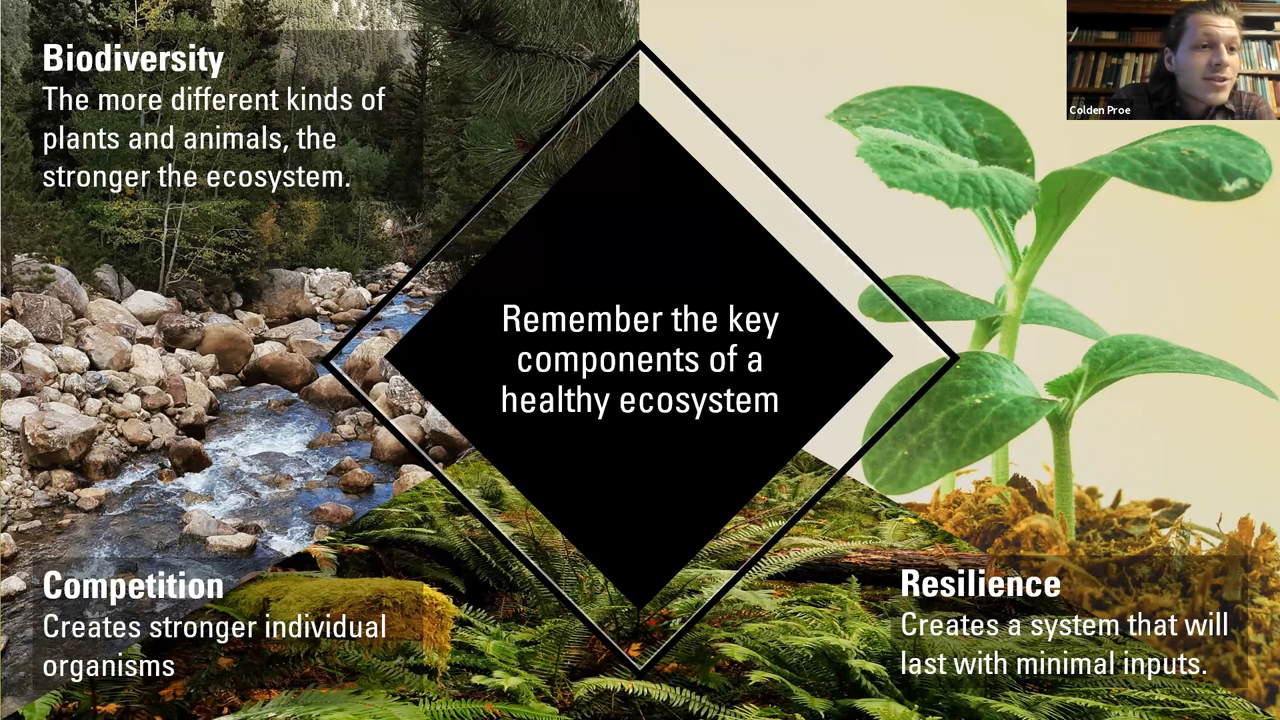 Biodiversity
The more different kinds of
plants and animals, the
stronger the ecosystem.
Colden Proe
Remember the key
components of a
healthy ecosystem
Competition
Creates stronger individual
organisms
Resilience
Creates a system that will
last with minimal inputs.